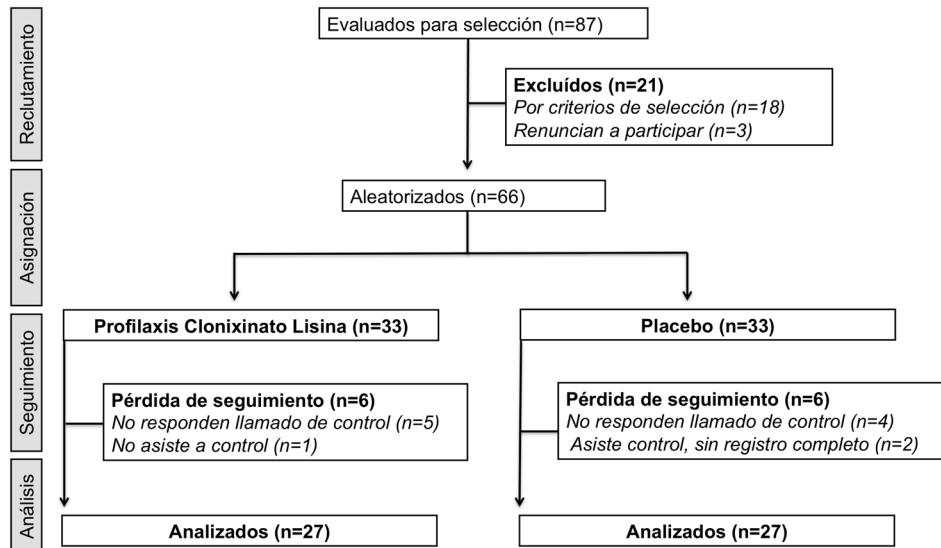 Reclutamiento
Evaluados para selección (n=87)
Excluídos (n=21)
Por criterios de selección (n=18)
Renuncian a participar (n=3)
Asignación
Aleatorizados (n=66)
Seguimiento
Profilaxis Clonixinato Lisina (n=33)
Pérdida de seguimiento (n=6)
No responden llamado de control (n=5)
No asiste a control (n=1)
Placebo (n=33)
Pérdida de seguimiento (n=6)
No responden llamado de control (n=4)
Asiste control, sin registro completo (n=2)
Análisis
Analizados (n=27)
Analizados (n=27)